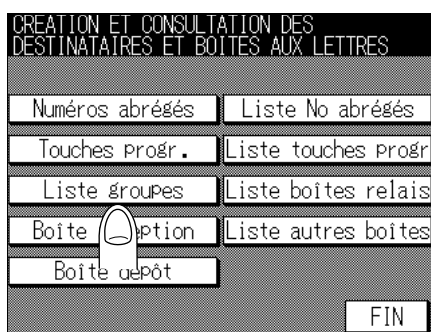 CREATION ET CONSULTATION DES
DESTINATAIRES ET BOITES AUX LETTRES
Numéros abrégés
Liste No abrégés
Touches progr.
Liste touches progr
Liste groupes
Liste boîtes relais
Boîte
Liste autres boîtes
Boîte dépôt
FIN